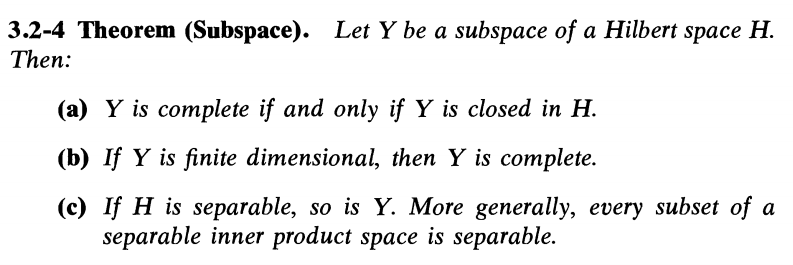 3.2-4 Theorem (Subspace). Let Y be a subspace of a Hilbert space H.
Then:
(a) Y is complete if and only if Y is closed in H.
(b) If Y is finite dimensional, then Y is complete.
(c) If H is separable, so is Y. More generally, every subset of a
separable inner product space is separable.